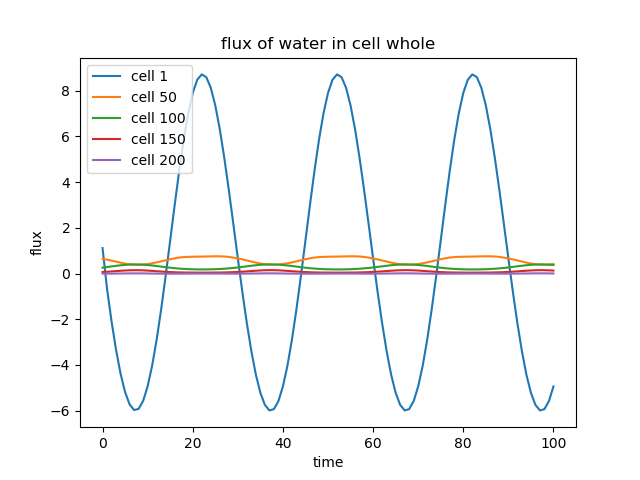 flux of water in cell whole
cell 1
cell 50
cell 100
cell 150
cell 200
flux
8
6
4
2
0
−2
−4
−6
0 20 40 60 80 100
time